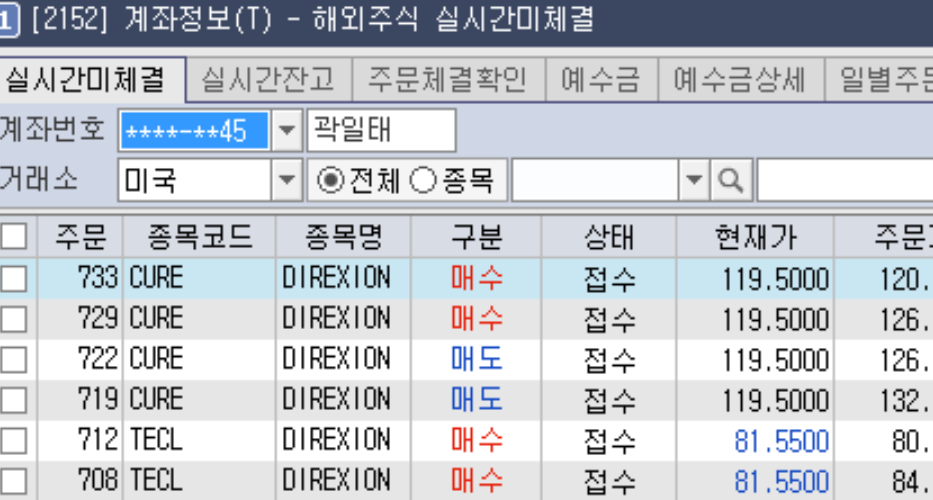 1 [2152] 계좌정보(T) - 해외주식 실시간미체결
실시간미체결 실시간잔고 주문체결확인 예수금 예수금상세 일별주문
계좌번호 ****-**45 곽일태
거래소 미국 전체 종목
주문 종목코드 종목명 구분 상태 현재가 주문
733 CURE DIREXION 매수 접수 119.5000 120.
729 CURE DIREXION 매수 접수 119.5000 126.
722 CURE DIREXION 매도 접수 119.5000 126.
719 CURE DIREXION 매도 접수 119.5000 132.
712 TECL DIREXION 매수 접수 81.5500 80.
708 TECL DIREXION 매수 접수 81.5500 84.